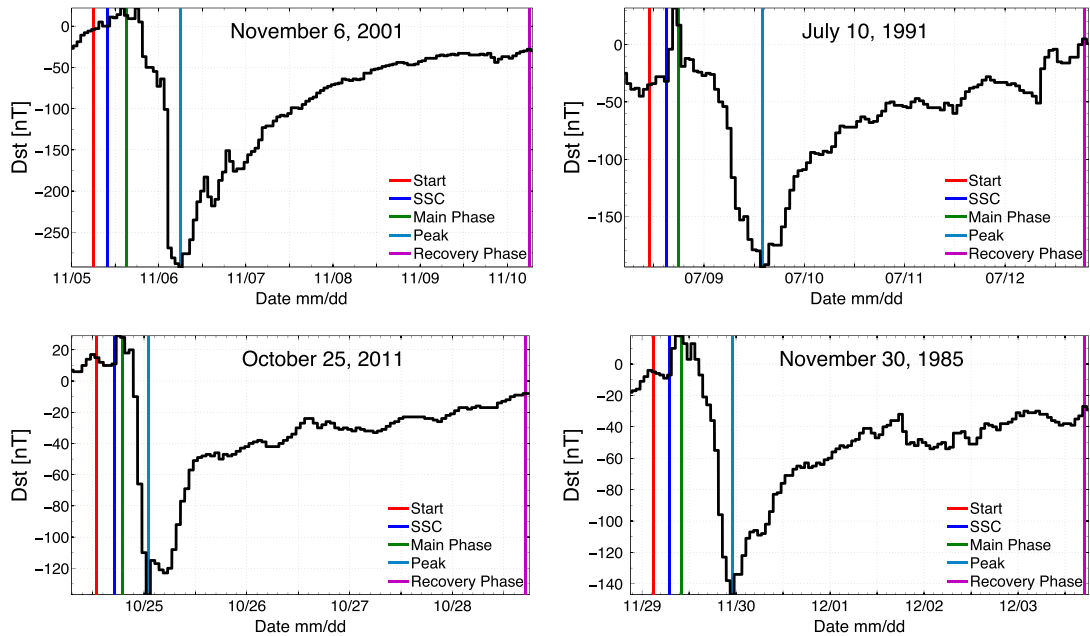 November 6, 2001
Dst [nT]
0
−50
−100
−150
−200
−250
Start
SSC
Main Phase
Peak
Recovery Phase
11/05
11/06
11/07
11/08
11/09
11/10
Date mm/dd
July 10, 1991
Dst [nT]
0
−50
−100
−150
Start
SSC
Main Phase
Peak
Recovery Phase
07/09
07/10
07/11
07/12
Date mm/dd
October 25, 2011
Dst [nT]
20
0
−20
−40
−60
−80
−100
−120
Start
SSC
Main Phase
Peak
Recovery Phase
10/25
10/26
10/27
10/28
Date mm/dd
November 30, 1985
Dst [nT]
0
−20
−40
−60
−80
−100
−120
−140
Start
SSC
Main Phase
Peak
Recovery Phase
11/29
11/30
12/01
12/02
12/03
Date mm/dd